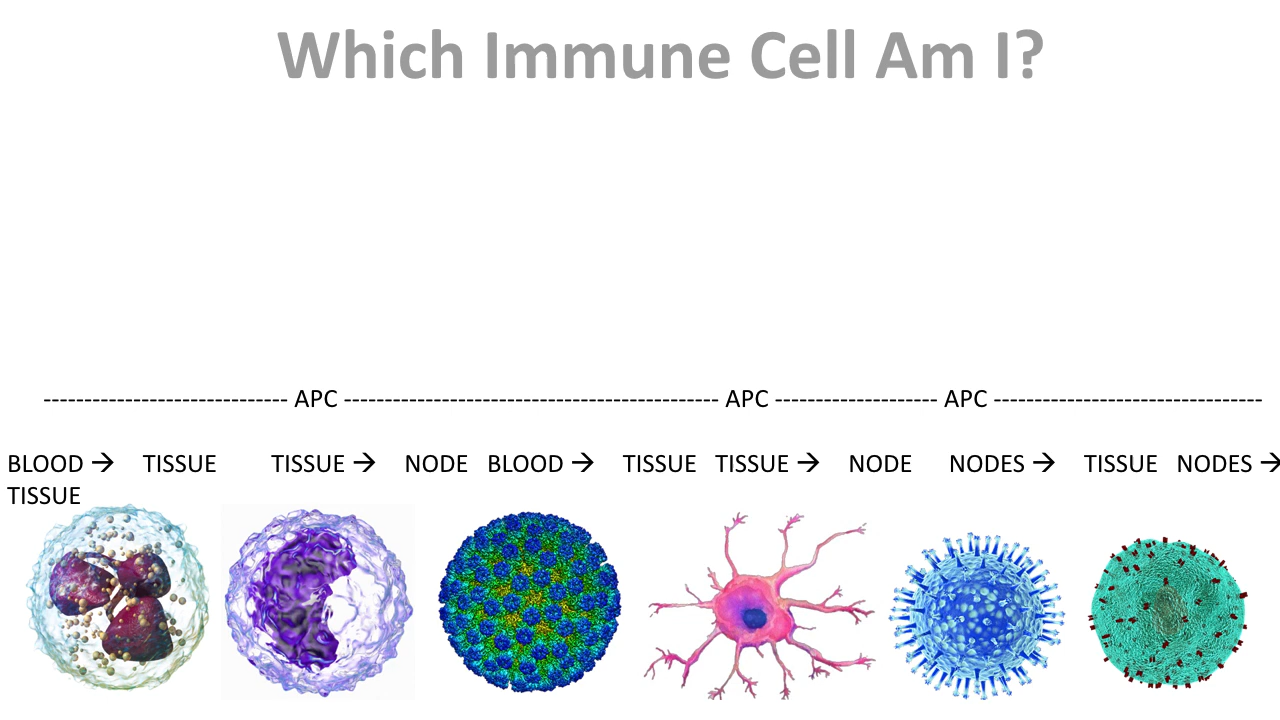 Which Immune Cell Am I?
---------------------------- APC ------------------------------------------- APC ------------------- APC -------------------------------
BLOOD → TISSUE TISSUE → NODE BLOOD → TISSUE TISSUE → NODE NODES → TISSUE NODES →
TISSUE